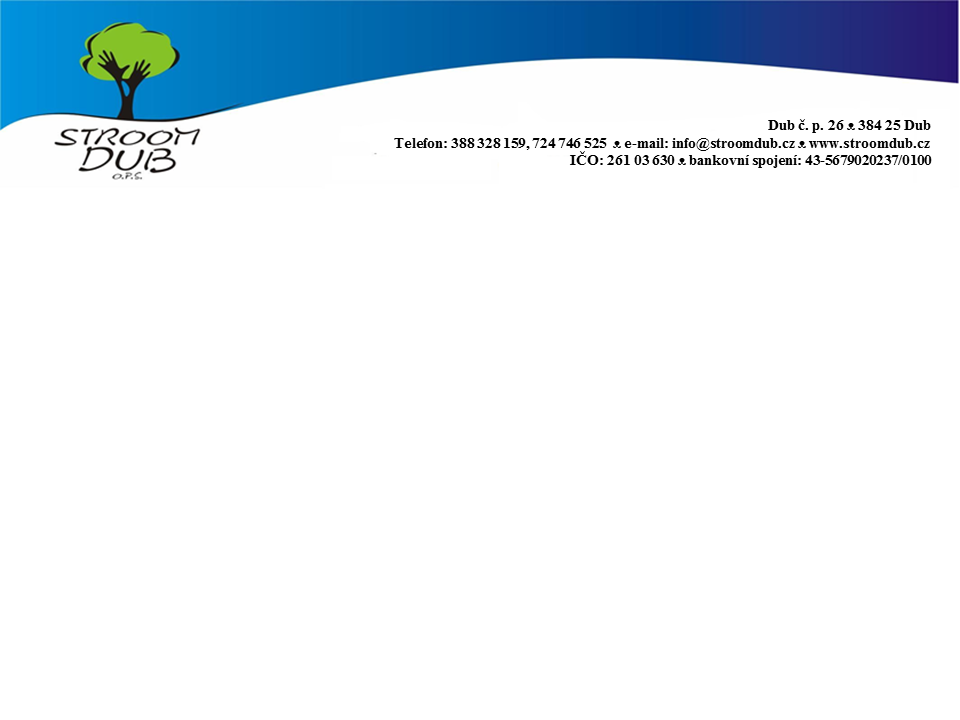 STROOM
DUB
O.P.S.
Dub č. p. 26 ᴥ 384 25 Dub
Telefon: 388 328 159, 724 746 525 ᴥ e-mail: info@stroomdub.cz ᴥ www.stroomdub.cz
IČO: 261 03 630 ᴥ bankovní spojení: 43-5679020237/0100